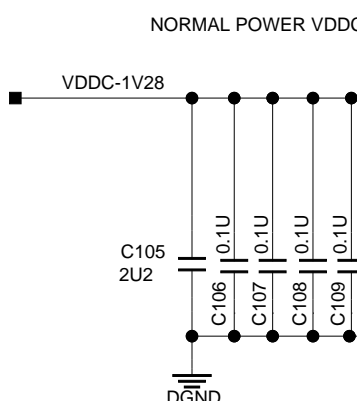 NORMAL POWER VDDC
VDDC-1V28
C105
2U2
C106 0.1U
C107 0.1U
C108 0.1U
C109 0.1U
DGND